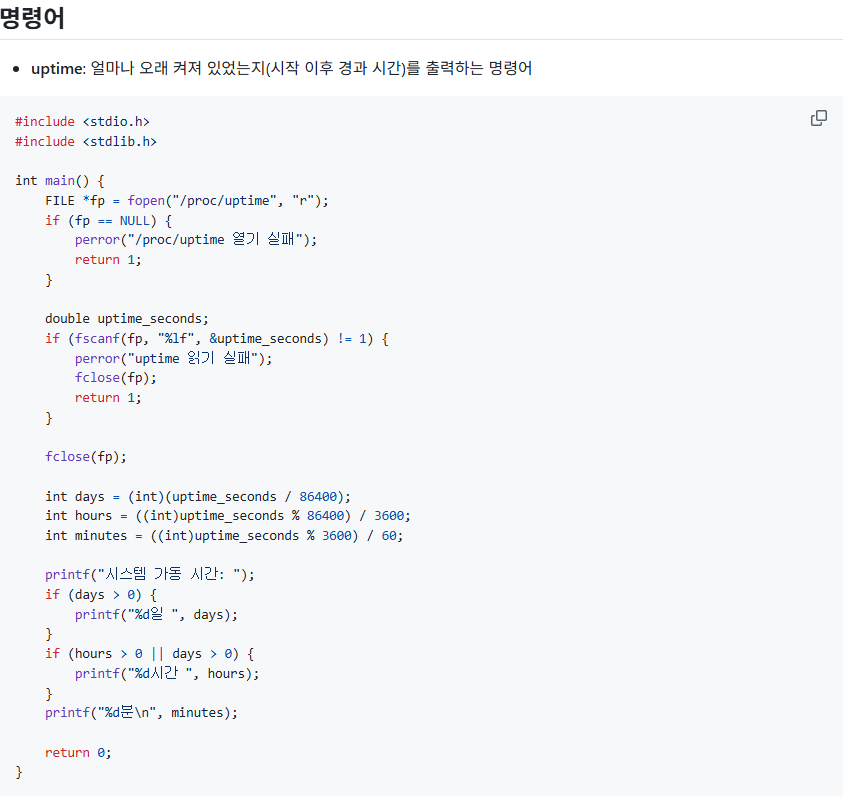 명령어
• uptime: 얼마나 오래 켜져 있었는지(시작 이후 경과 시간)를 출력하는 명령어
#include <stdio.h>
#include <stdlib.h>

int main() {
    FILE *fp = fopen("/proc/uptime", "r");
    if (fp == NULL) {
        perror("/proc/uptime 열기 실패");
        return 1;
    }

    double uptime_seconds;
    if (fscanf(fp, "%lf", &uptime_seconds) != 1) {
        perror("uptime 읽기 실패");
        fclose(fp);
        return 1;
    }

    fclose(fp);

    int days = (int)(uptime_seconds / 86400);
    int hours = ((int)uptime_seconds % 86400) / 3600;
    int minutes = ((int)uptime_seconds % 3600) / 60;

    printf("시스템 가동 시간: ");
    if (days > 0) {
        printf("%d일 ", days);
    }
    if (hours > 0 || days > 0) {
        printf("%d시간 ", hours);
    }
    printf("%d분\n", minutes);

    return 0;
}